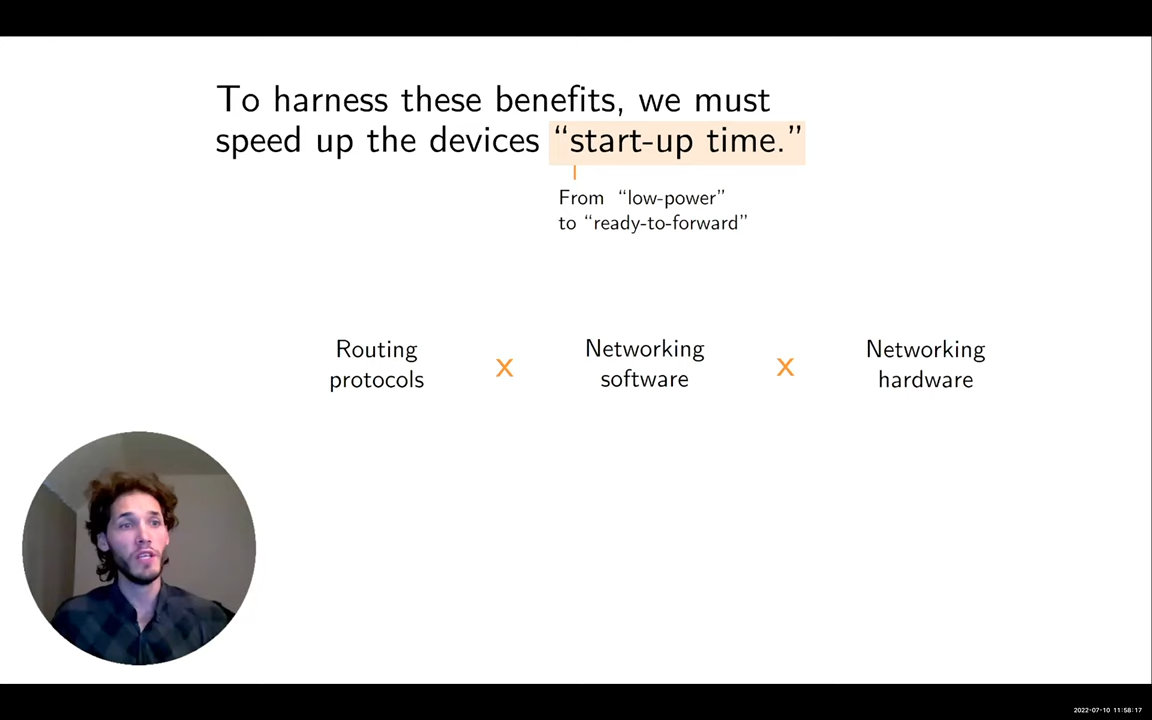 To harness these benefits, we must
speed up the devices “start-up time.”
From “low-power”
to “ready-to-forward”
Routing
protocols
x
Networking
software
x
Networking
hardware
2022-07-10 11:58:17